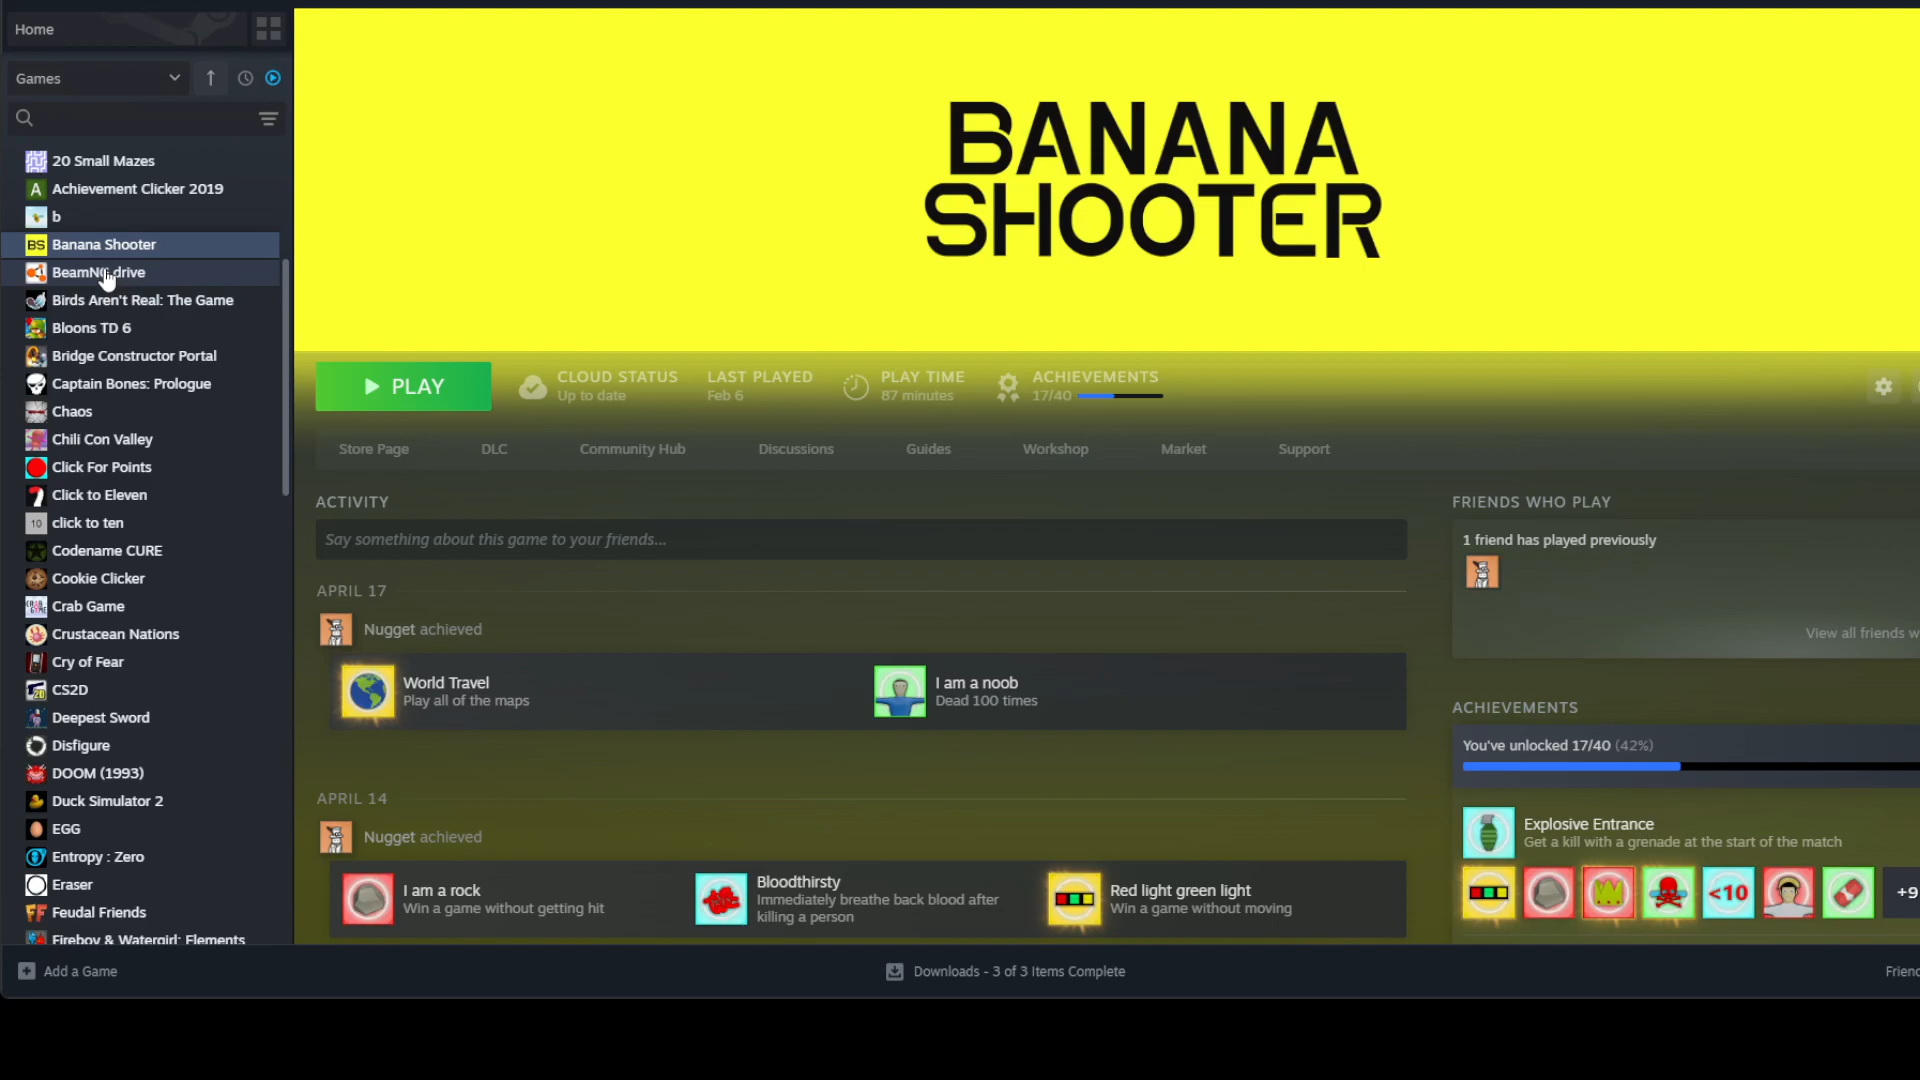 Home
Games
20 Small Mazes
Achievement Clicker 2019
b
BS Banana Shooter
BeamNG.drive
Birds Aren't Real: The Game
Bloons TD 6
Bridge Constructor Portal
Captain Bones: Prologue
Chaos
Chili Con Valley
Click For Points
Click to Eleven
10 click to ten
Codename CURE
Cookie Clicker
Crab Game
Crustacean Nations
Cry of Fear
CS2D
Deepest Sword
Disfigure
DOOM (1993)
Duck Simulator 2
EGG
Entropy : Zero
Eraser
Feudal Friends
Fireboy & Watergirl: Elements
Add a Game
BANANA
SHOOTER
PLAY
CLOUD STATUS
Up to date
LAST PLAYED
Feb 6
PLAY TIME
87 minutes
ACHIEVEMENTS
17/40
Store Page
DLC
Community Hub
Discussions
Guides
Workshop
Market
Support
ACTIVITY
Say something about this game to your friends...
APRIL 17
Nugget achieved
World Travel
Play all of the maps
I am a noob
Dead 100 times
APRIL 14
Nugget achieved
I am a rock
Win a game without getting hit
Bloodthirsty
Immediately breathe back blood after
killing a person
Red light green light
Win a game without moving
FRIENDS WHO PLAY
1 friend has played previously
View all friends w
ACHIEVEMENTS
You've unlocked 17/40 (42%)
Explosive Entrance
Get a kill with a grenade at the start of the match
<10
+9
Downloads - 3 of 3 Items Complete
Frien